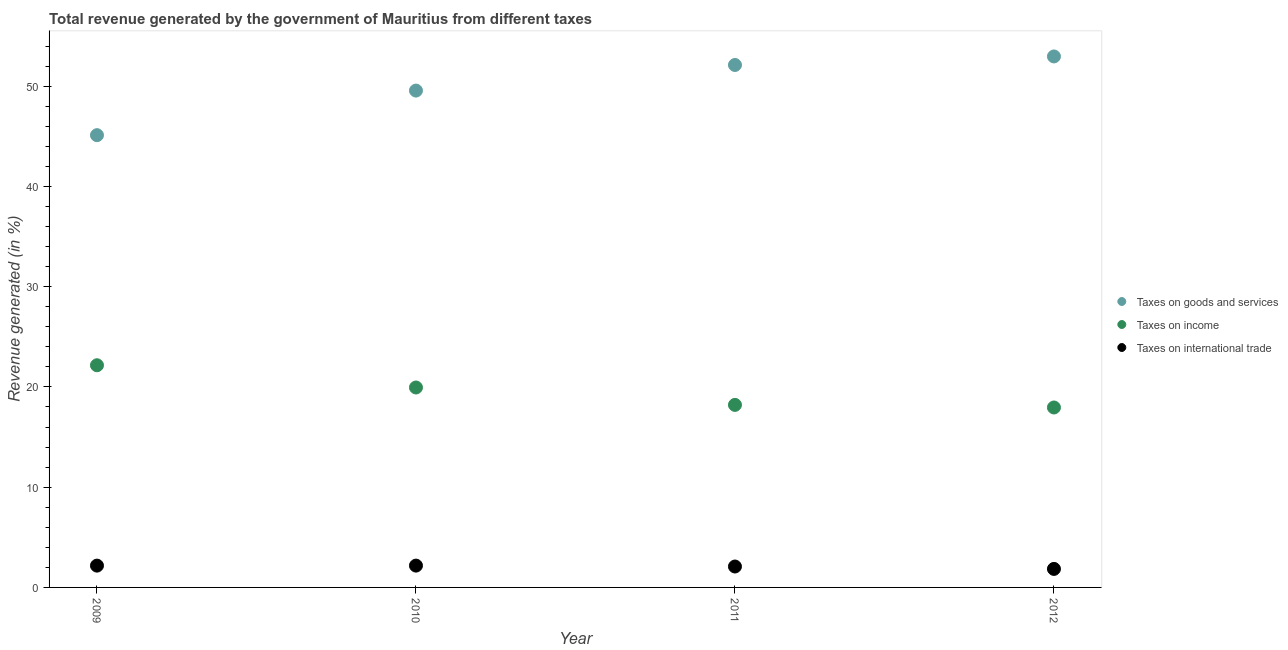 Total revenue generated by the government of Mauritius from different taxes
Revenue generated (in %)
50
40
30
20
10
0
2009
2010
2011
2012
Year
Taxes on goods and services
Taxes on income
Taxes on international trade